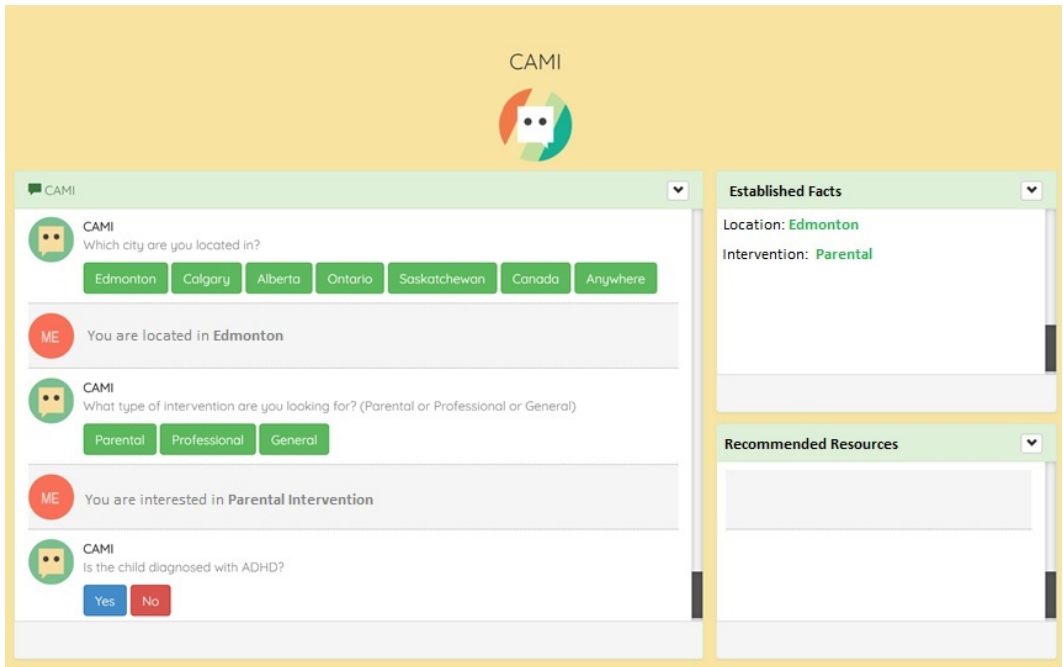 CAMI
CAMI
CAMI
Which city are you located in?
Edmonton Calgary Alberta Ontario Saskatchewan Canada Anywhere
ME You are located in Edmonton
CAMI
What type of intervention are you looking for? (Parental or Professional or General)
Parental Professional General
ME You are interested in Parental Intervention
CAMI
Is the child diagnosed with ADHD?
Yes No
Established Facts
Location: Edmonton
Intervention: Parental
Recommended Resources